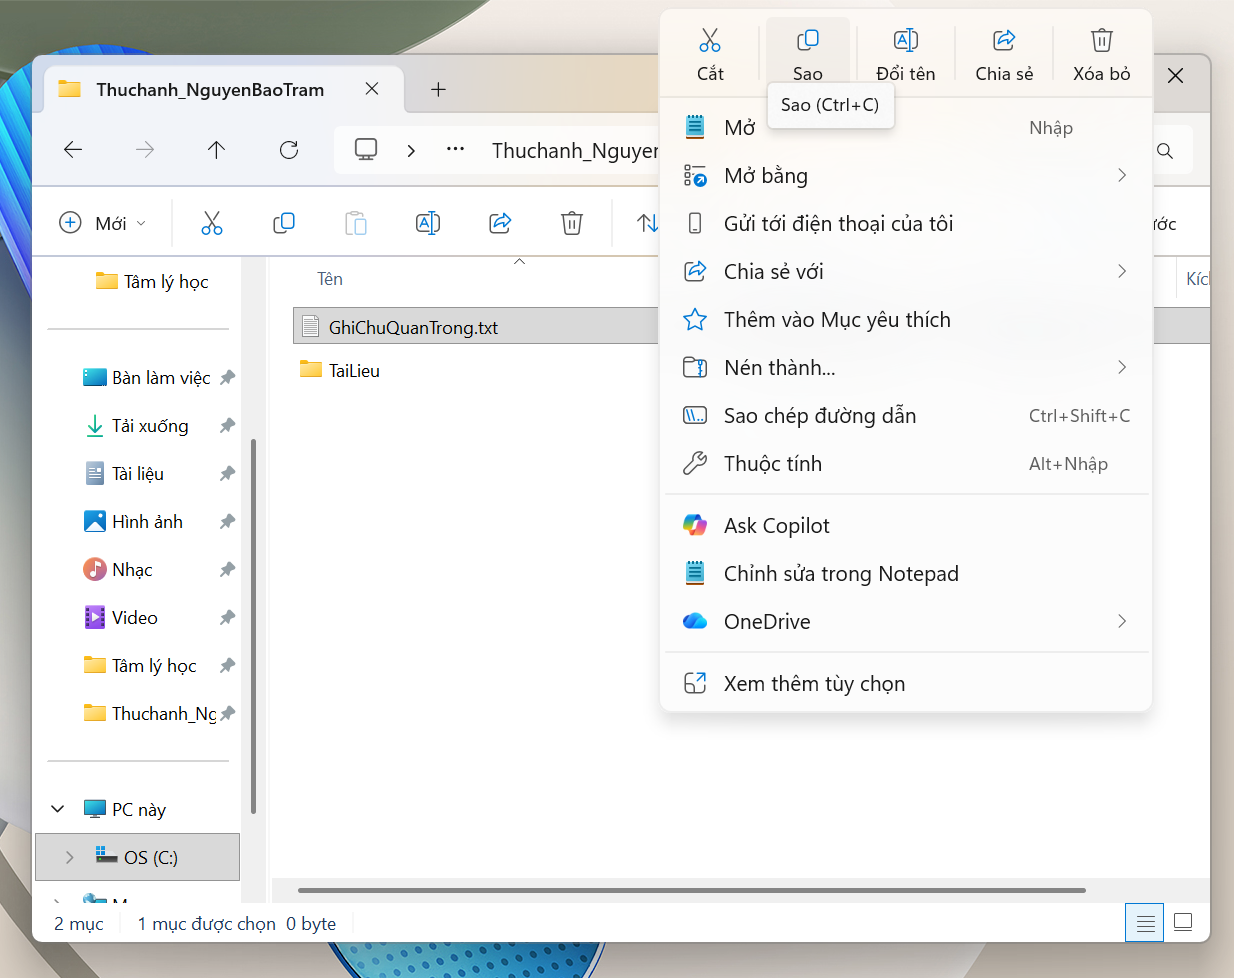 Cắt
Sao
Đổi tên
Chia sẻ
Xóa bỏ
Sao (Ctrl+C)
Thuchanh_NguyenBaoTram
Thuchanh_Nguyen
Mới
Tên
GhiChuQuanTrong.txt
TaiLieu
Tâm lý học
Bàn làm việc
Tải xuống
Tài liệu
Hình ảnh
Nhạc
Video
Tâm lý học
Thuchanh_Ng
PC này
OS (C:)
Mở
Nhập
Mở bằng
Gửi tới điện thoại của tôi
Chia sẻ với
Thêm vào Mục yêu thích
Nén thành...
Sao chép đường dẫn
Ctrl+Shift+C
Thuộc tính
Alt+Nhập
Ask Copilot
Chỉnh sửa trong Notepad
OneDrive
Xem thêm tùy chọn
2 mục
1 mục được chọn 0 byte